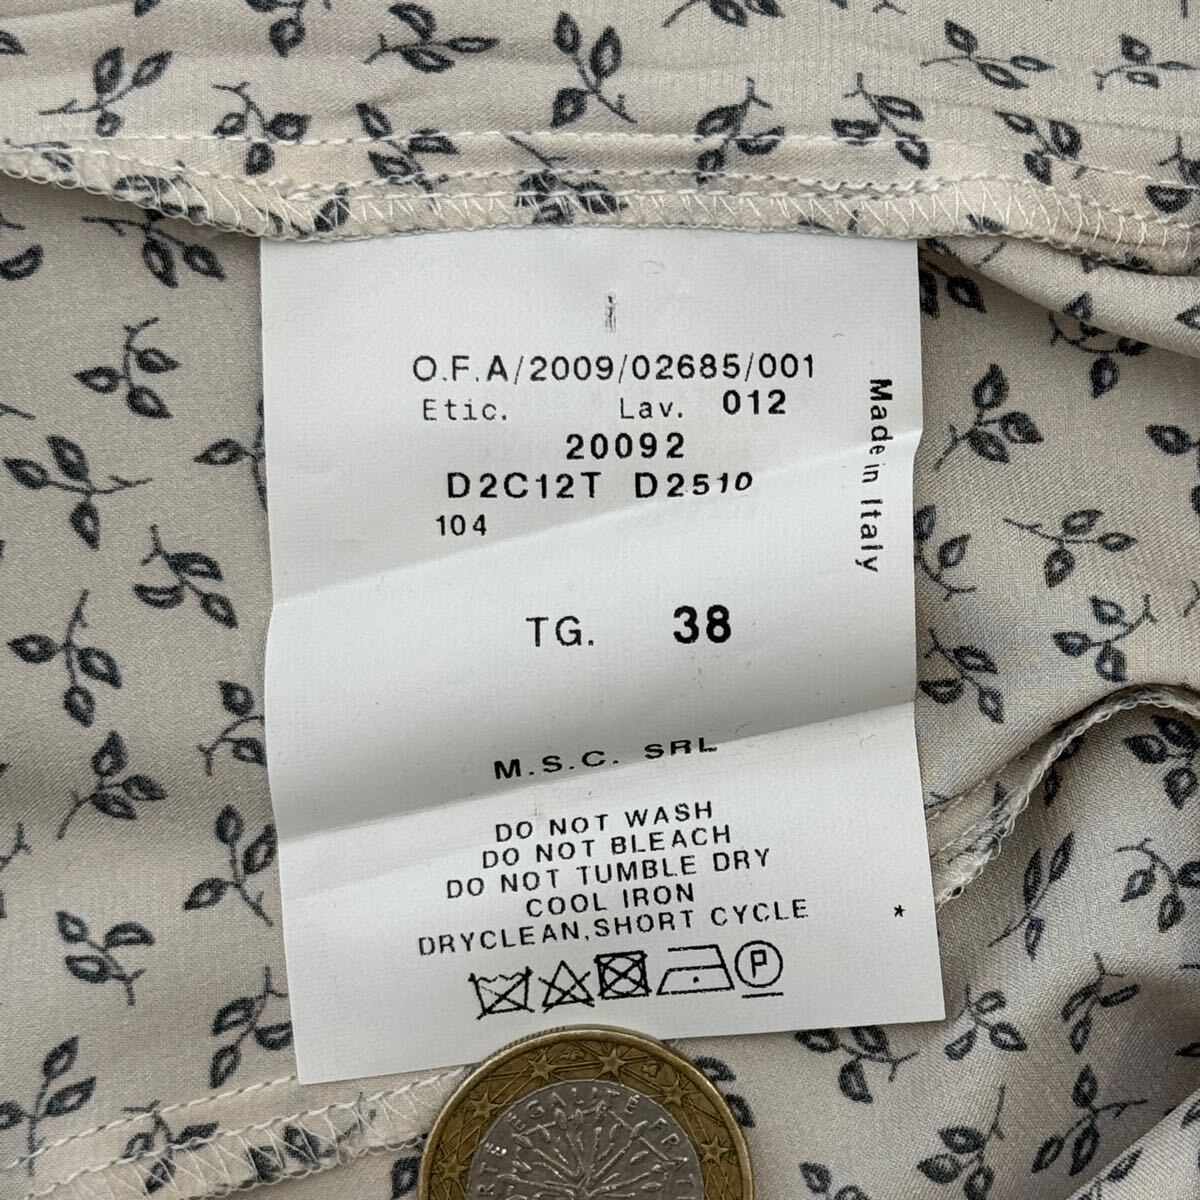 O.F.A/2009/02685/001
Etic. Lav. 012
20092
D2C12T D2510
104
Made in Italy
TG. 38
M.S.C. SRL
DO NOT WASH
DO NOT BLEACH
DO NOT TUMBLE DRY
COOL IRON
DRYCLEAN,SHORT CYCLE *
P
ÉGALITÉ